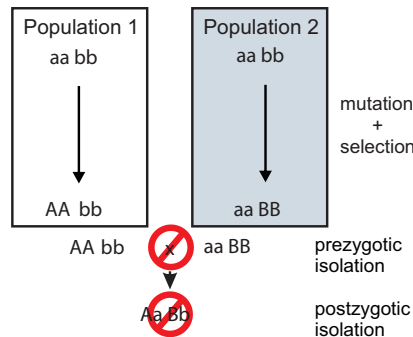 Population 1
Population 2
aa bb
aa bb
mutation
+
selection
AA bb
aa BB
AA bb
x
aa BB
prezygotic
isolation
Aa Bb
postzygotic
isolation